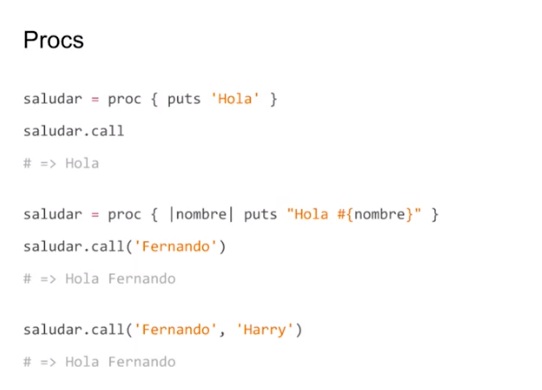 Procs
saludar = proc { puts 'Hola' }
saludar.call
# => Hola
saludar = proc { |nombre| puts "Hola #{nombre}" }
saludar.call('Fernando')
# => Hola Fernando
saludar.call('Fernando', 'Harry')
# => Hola Fernando